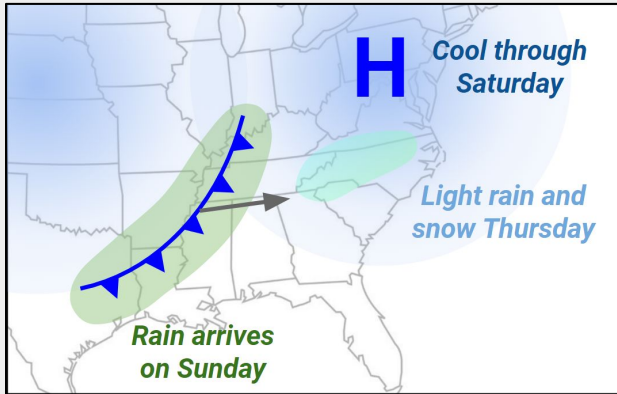 H
Cool through
Saturday
Light rain and
snow Thursday
Rain arrives
on Sunday